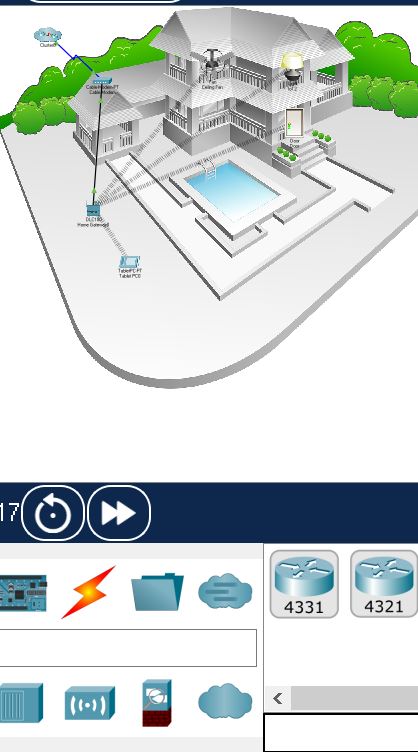 Cluster0
Cable-Modem-PT
Cable Modem0
Fan
Ceiling Fan
Light
Door
Door
DLC100
Home Gateway0
TabletPC-PT
Tablet PC0
17
4331
4321